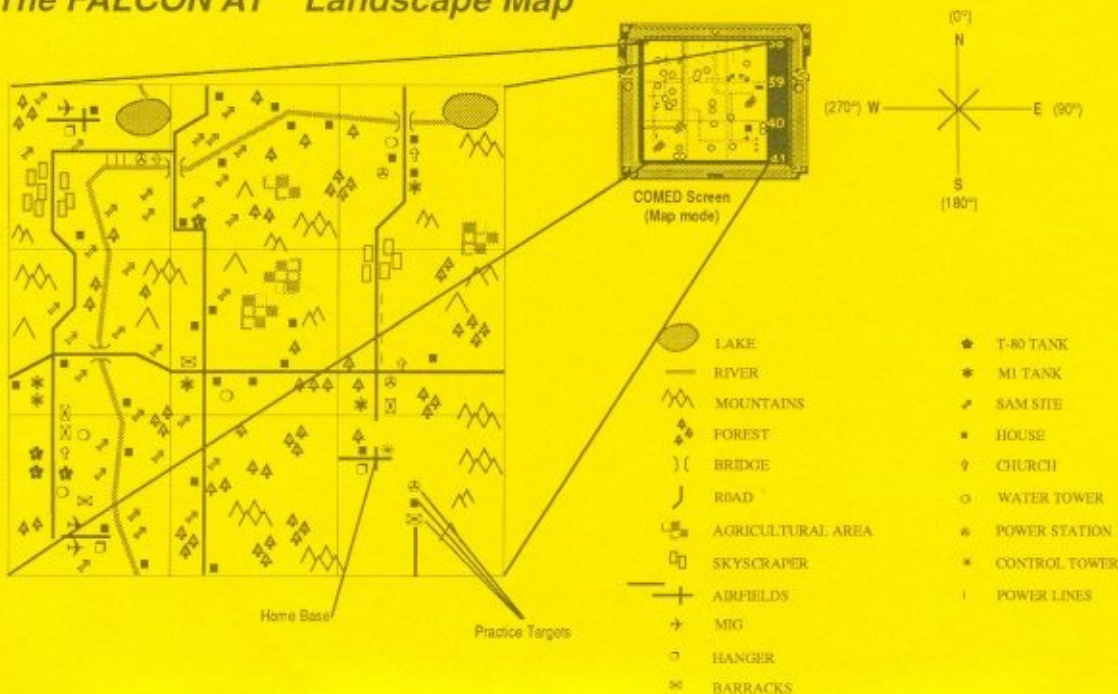 The FALCON AT Landscape Map
(0°)
N
(270°) W
E (90°)
S
(180°)
38
39
40
41
COMED Screen
(Map mode)
LAKE
RIVER
MOUNTAINS
FOREST
BRIDGE
ROAD
AGRICULTURAL AREA
SKYSCRAPER
AIRFIELDS
MIG
HANGER
BARRACKS
T-80 TANK
M1 TANK
SAM SITE
HOUSE
CHURCH
WATER TOWER
POWER STATION
CONTROL TOWER
POWER LINES
Home Base
Practice Targets